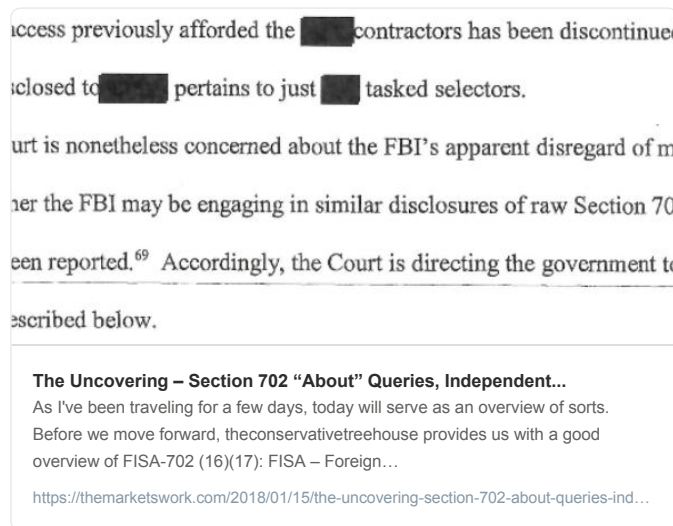 access previously afforded the contractors has been discontinued
sclosed to pertains to just tasked selectors.
urt is nonetheless concerned about the FBI's apparent disregard of m
her the FBI may be engaging in similar disclosures of raw Section 70
een reported.69 Accordingly, the Court is directing the government to
escribed below.
The Uncovering – Section 702 “About” Queries, Independent...
As I've been traveling for a few days, today will serve as an overview of sorts.
Before we move forward, theconservativetreehouse provides us with a good
overview of FISA-702 (16)(17): FISA – Foreign…
https://themarketswork.com/2018/01/15/the-uncovering-section-702-about-queries-ind…